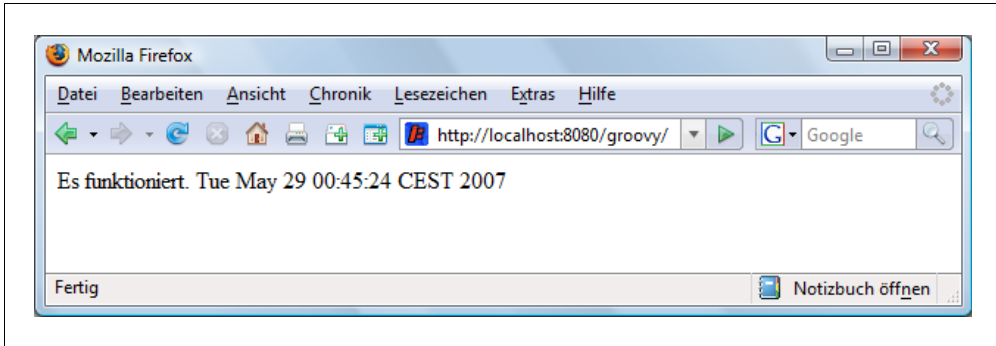 Mozilla Firefox
Datei Bearbeiten Ansicht Chronik Lesezeichen Extras Hilfe
http://localhost:8080/groovy/ G Google
Es funktioniert. Tue May 29 00:45:24 CEST 2007
Fertig Notizbuch öffnen